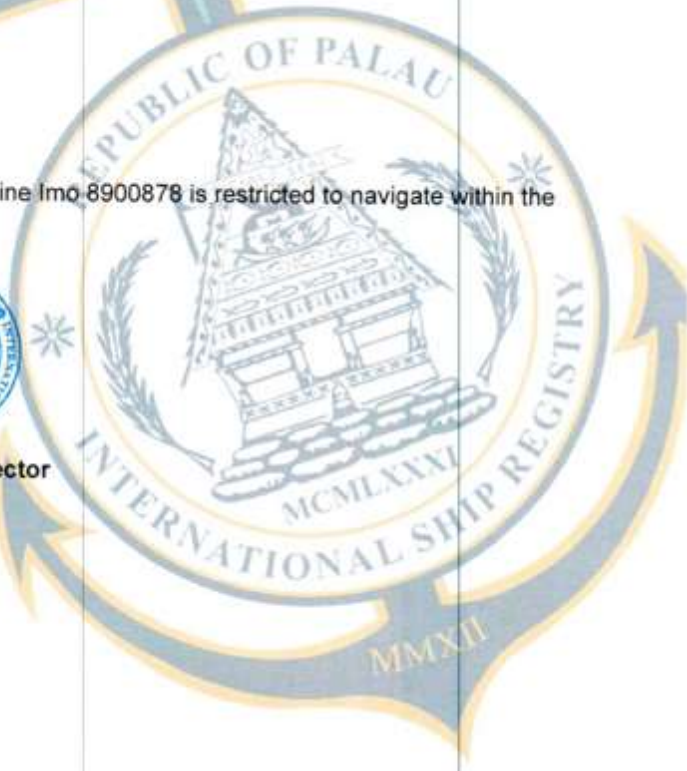 REPUBLIC OF PALAU
ine Imo 8900878 is restricted to navigate within the
ector
MCMLXXXI
INTERNATIONAL SHIP REGISTRY
MMXII